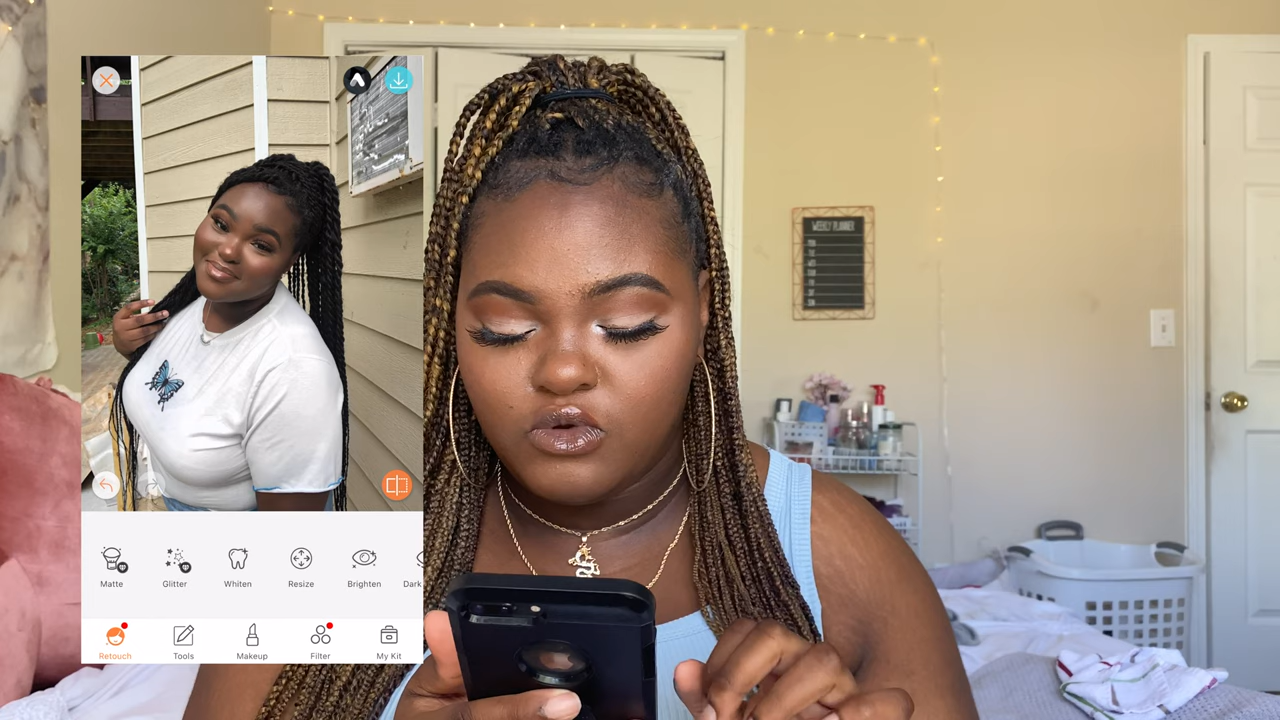 WEEKLY PLANNER
Matte
Glitter
Whiten
Resize
Brighten
Dark
Retouch
Tools
Makeup
Filter
My Kit